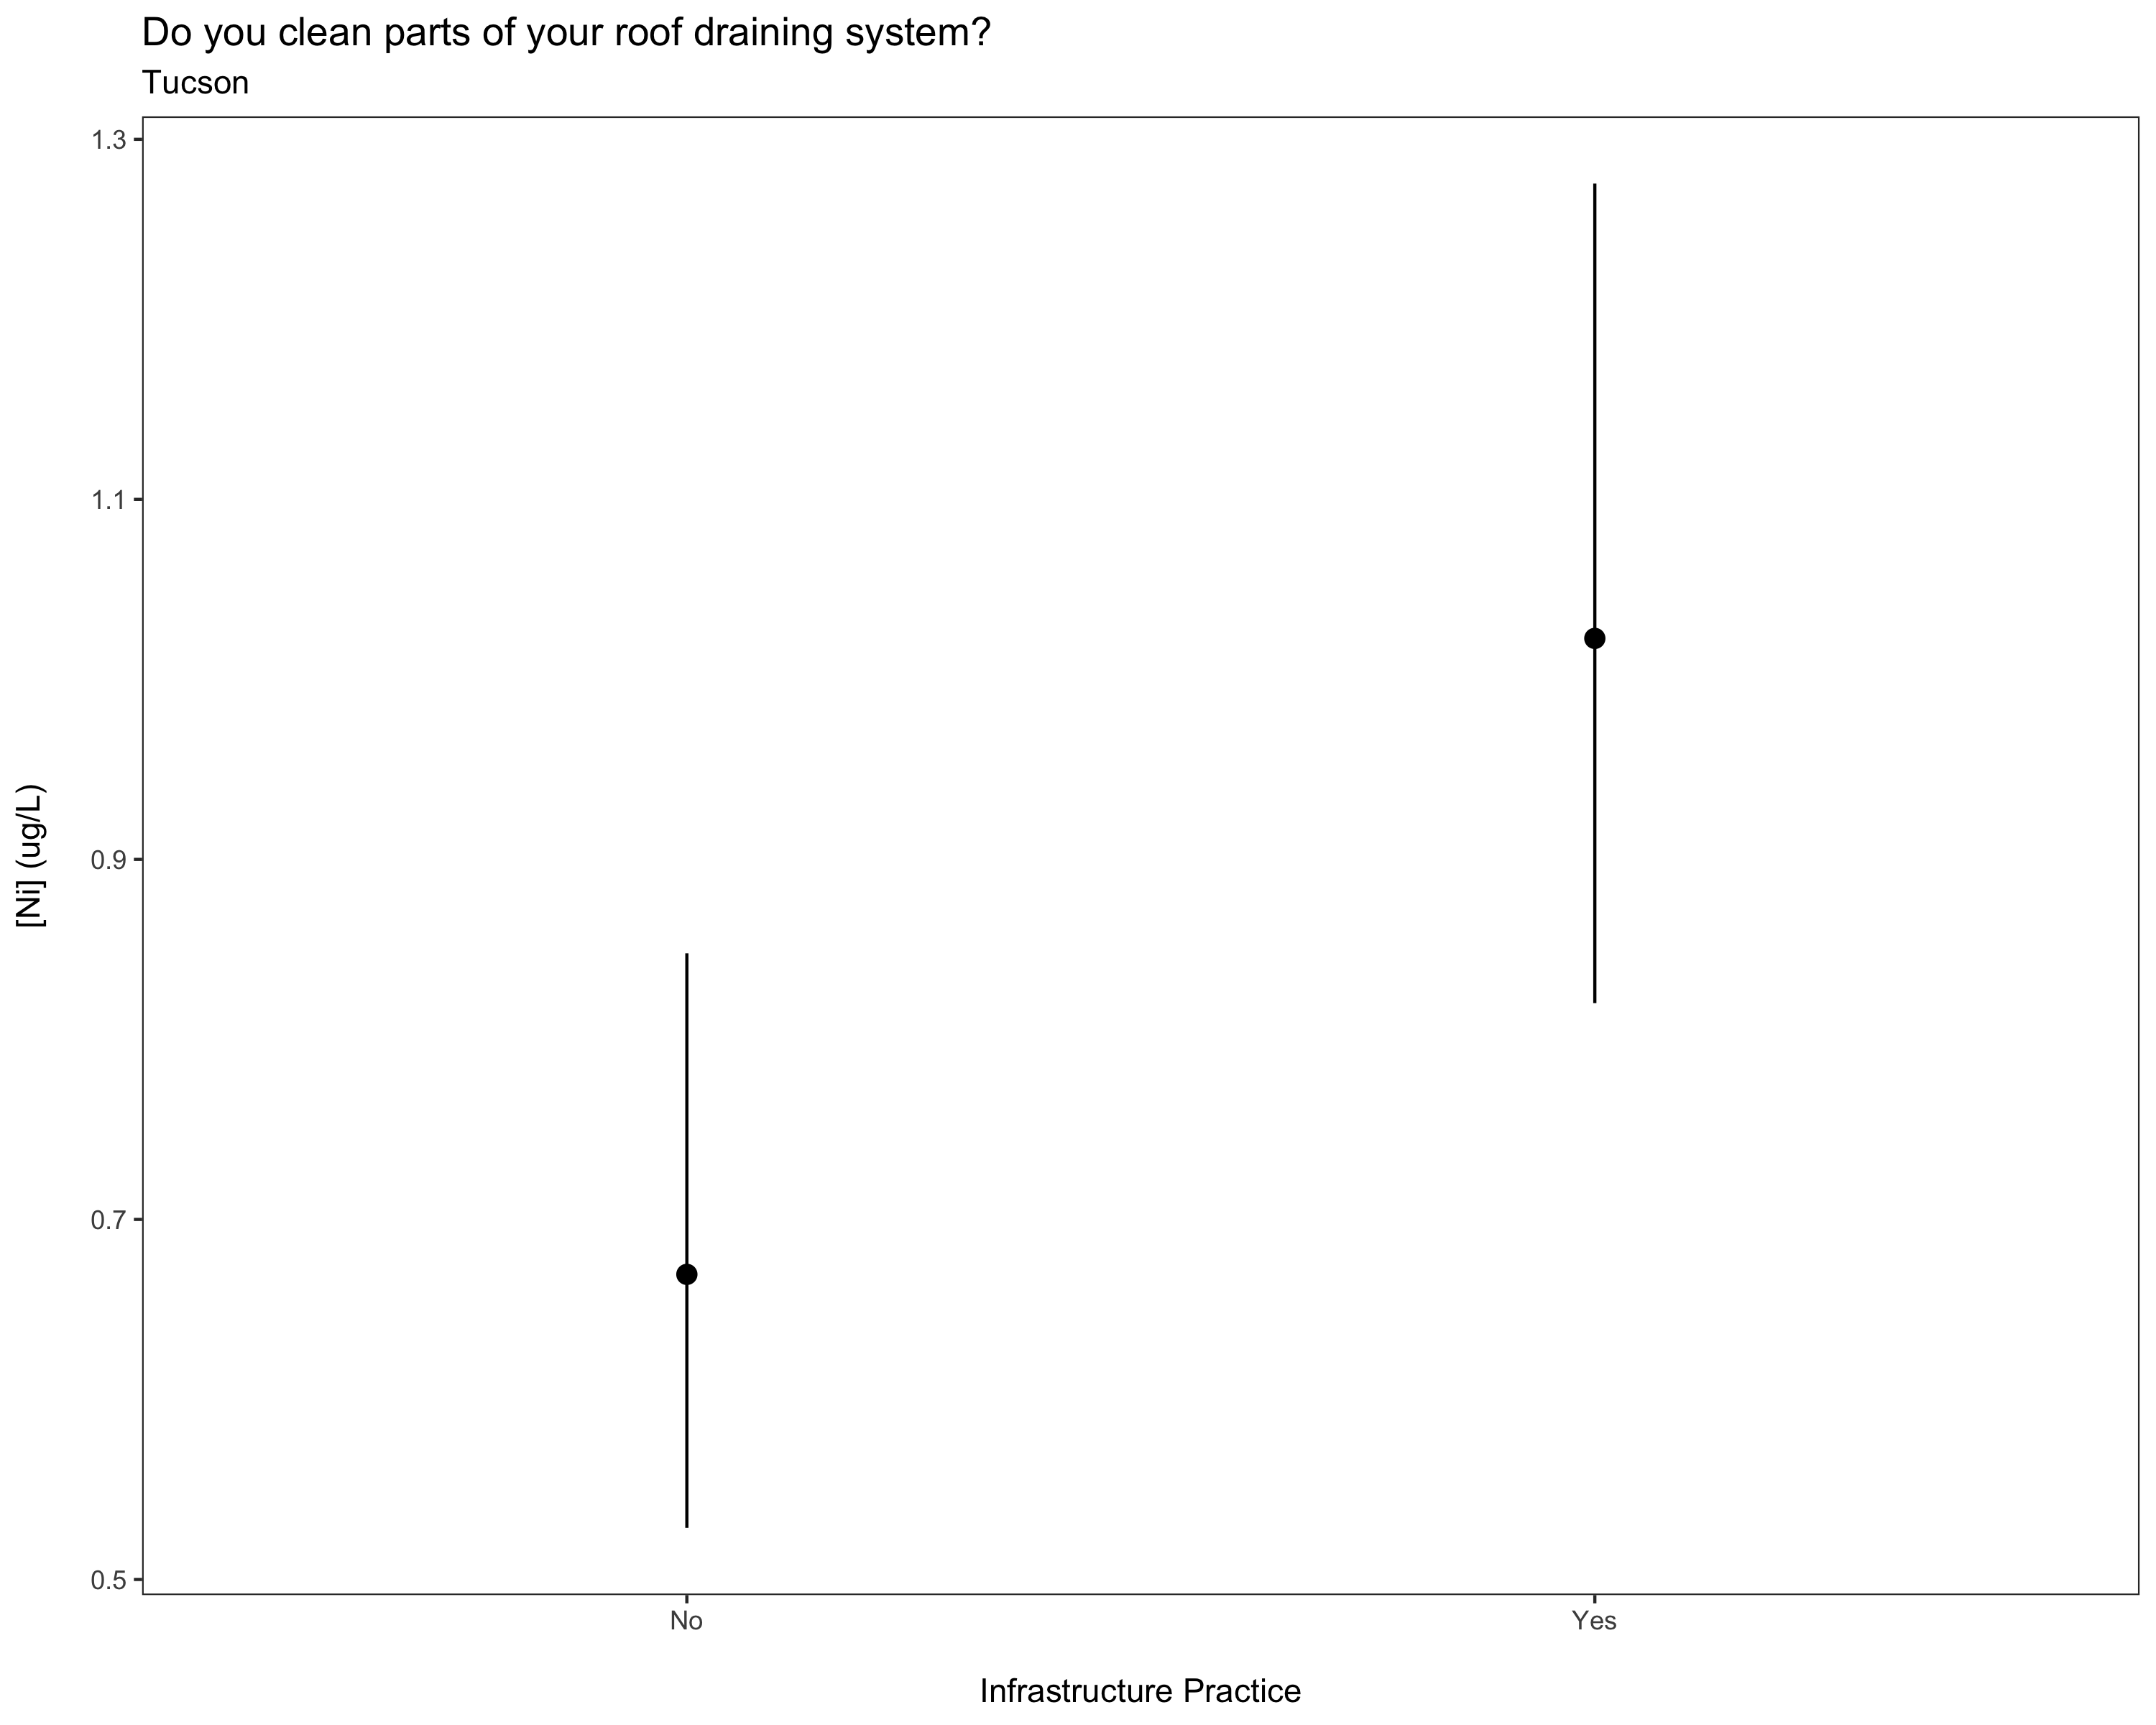 Do you clean parts of your roof draining system?
Tucson
[Ni] (ug/L)
1.3
1.1
0.9
0.7
0.5
No
Yes
Infrastructure Practice